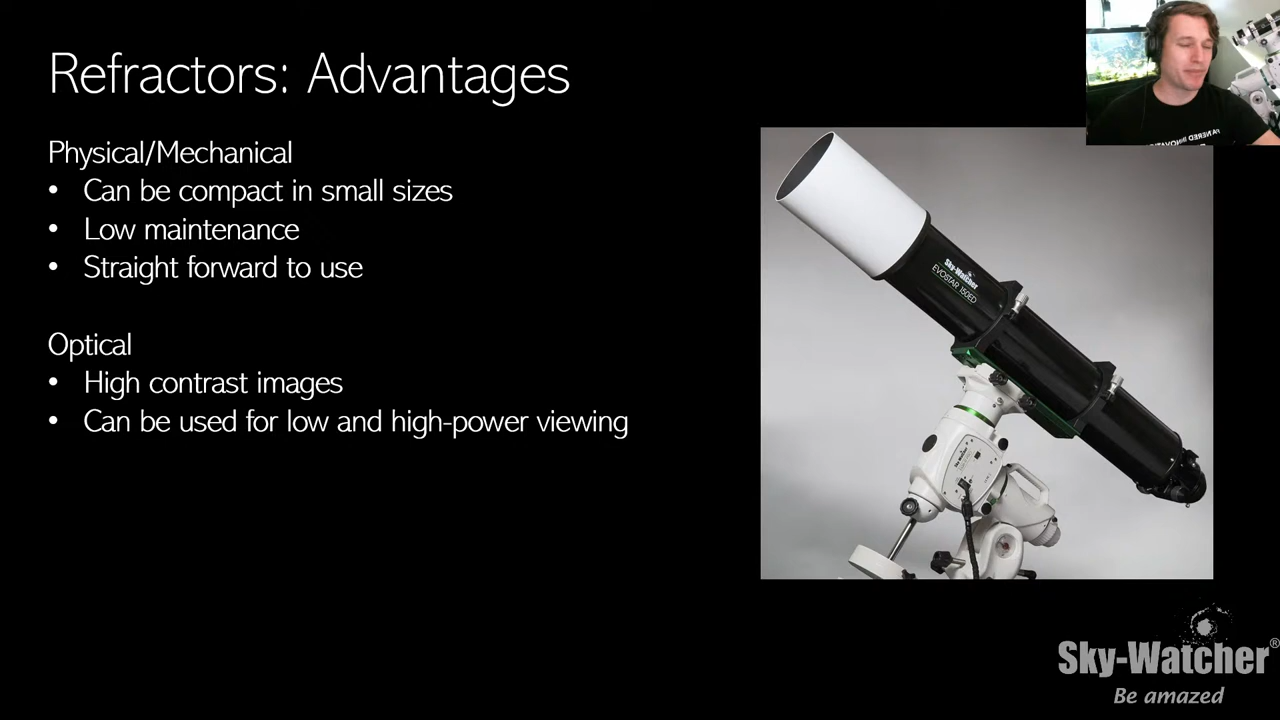 Refractors: Advantages
Physical/Mechanical
• Can be compact in small sizes
• Low maintenance
• Straight forward to use
Optical
• High contrast images
• Can be used for low and high-power viewing
Sky-Watcher
EVOSTAR 150ED
Sky-Watcher®
Be amazed